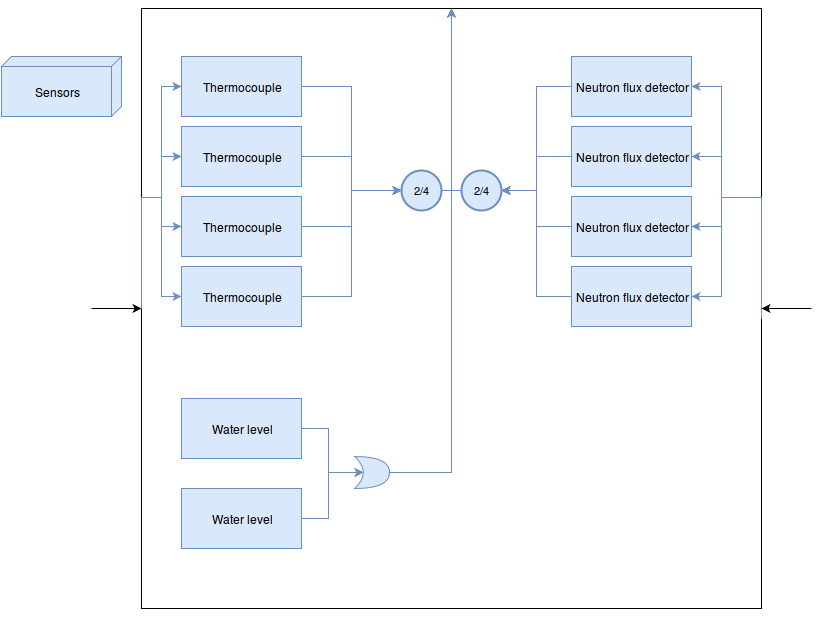 Sensors
Thermocouple
Thermocouple
Thermocouple
Thermocouple
2/4
2/4
Neutron flux detector
Neutron flux detector
Neutron flux detector
Neutron flux detector
Water level
Water level